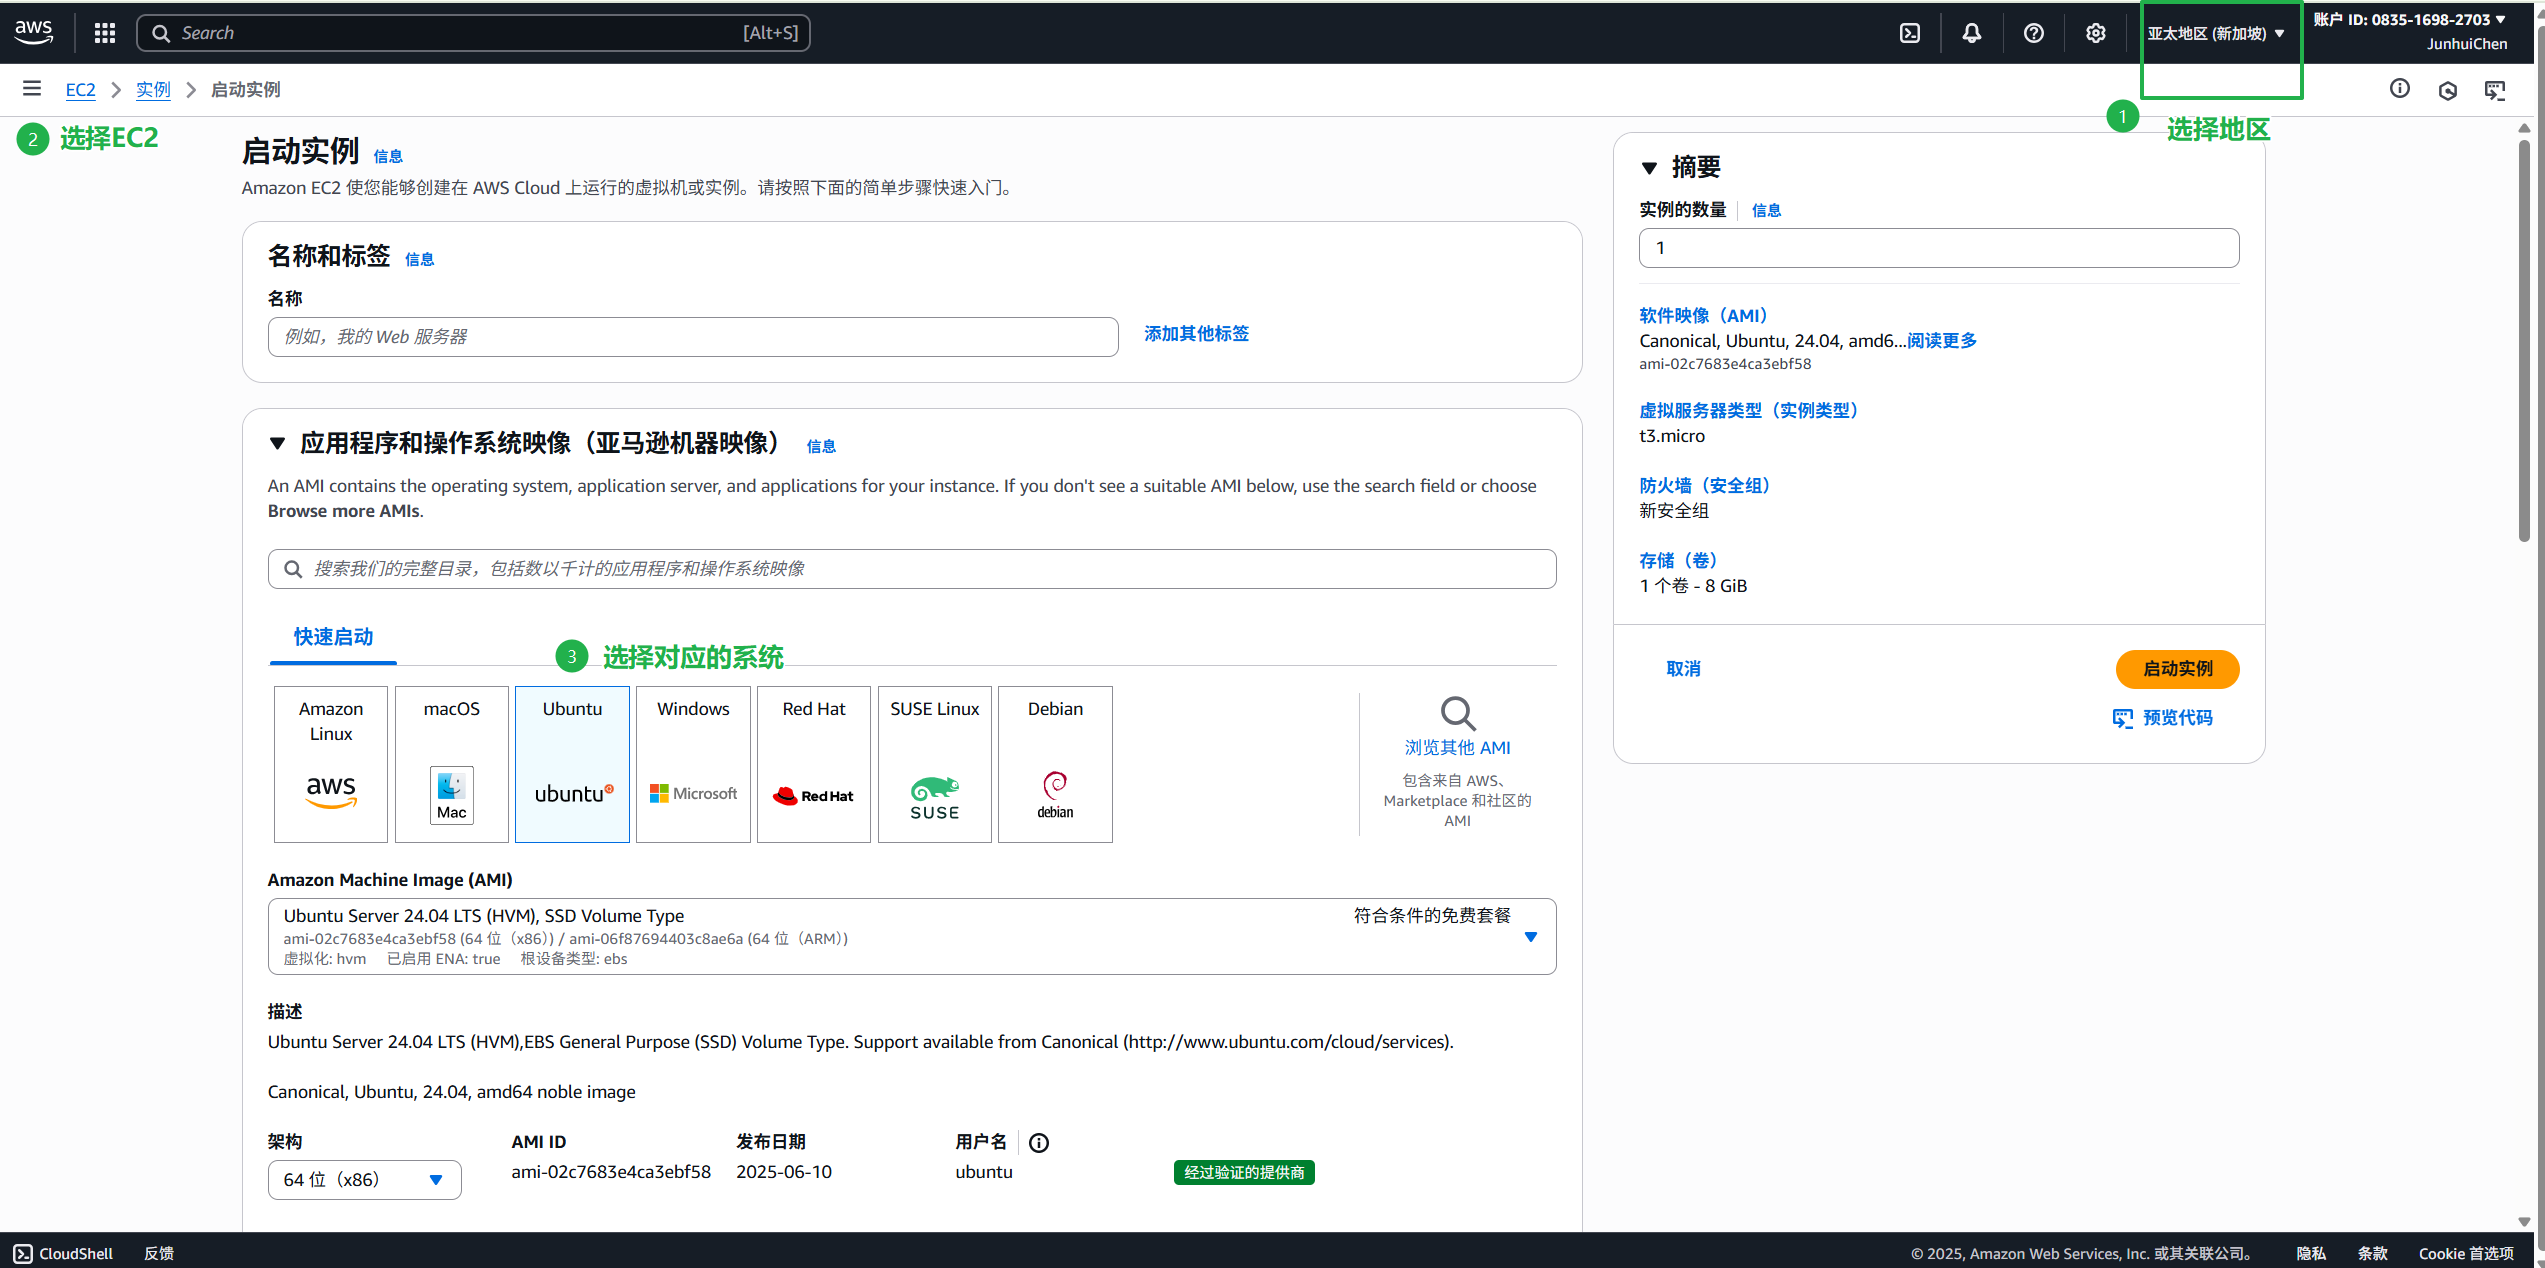 aws
Search [Alt+S]
亚太地区 (新加坡)
账户 ID: 0835-1698-2703
JunhuiChen
EC2 实例 启动实例
2 选择EC2
1 选择地区
启动实例 信息
Amazon EC2 使您能够创建在 AWS Cloud 上运行的虚拟机或实例。请按照下面的简单步骤快速入门。
名称和标签 信息
名称
例如，我的 Web 服务器
添加其他标签
应用程序和操作系统映像（亚马逊机器映像） 信息
An AMI contains the operating system, application server, and applications for your instance. If you don't see a suitable AMI below, use the search field or choose
Browse more AMIs.
搜索我们的完整目录，包括数以千计的应用程序和操作系统映像
快速启动
3 选择对应的系统
Amazon
Linux
aws
macOS
Mac
Ubuntu
ubuntu
Windows
Microsoft
Red Hat
Red Hat
SUSE Linux
SUSE
Debian
debian
浏览其他 AMI
包含来自 AWS、
Marketplace 和社区的
AMI
Amazon Machine Image (AMI)
Ubuntu Server 24.04 LTS (HVM), SSD Volume Type
符合条件的免费套餐
ami-02c7683e4ca3ebf58 (64 位（x86）) / ami-06f87694403c8ae6a (64 位（ARM）)
虚拟化: hvm 已启用 ENA: true 根设备类型: ebs
描述
Ubuntu Server 24.04 LTS (HVM),EBS General Purpose (SSD) Volume Type. Support available from Canonical (http://www.ubuntu.com/cloud/services).
Canonical, Ubuntu, 24.04, amd64 noble image
架构
64 位（x86）
AMI ID
ami-02c7683e4ca3ebf58
发布日期
2025-06-10
用户名
ubuntu
经过验证的提供商
摘要
实例的数量 信息
1
软件映像（AMI）
Canonical, Ubuntu, 24.04, amd6...阅读更多
ami-02c7683e4ca3ebf58
虚拟服务器类型（实例类型）
t3.micro
防火墙（安全组）
新安全组
存储（卷）
1 个卷 - 8 GiB
取消
启动实例
预览代码
CloudShell 反馈
© 2025, Amazon Web Services, Inc. 或其关联公司。 隐私 条款 Cookie 首选项